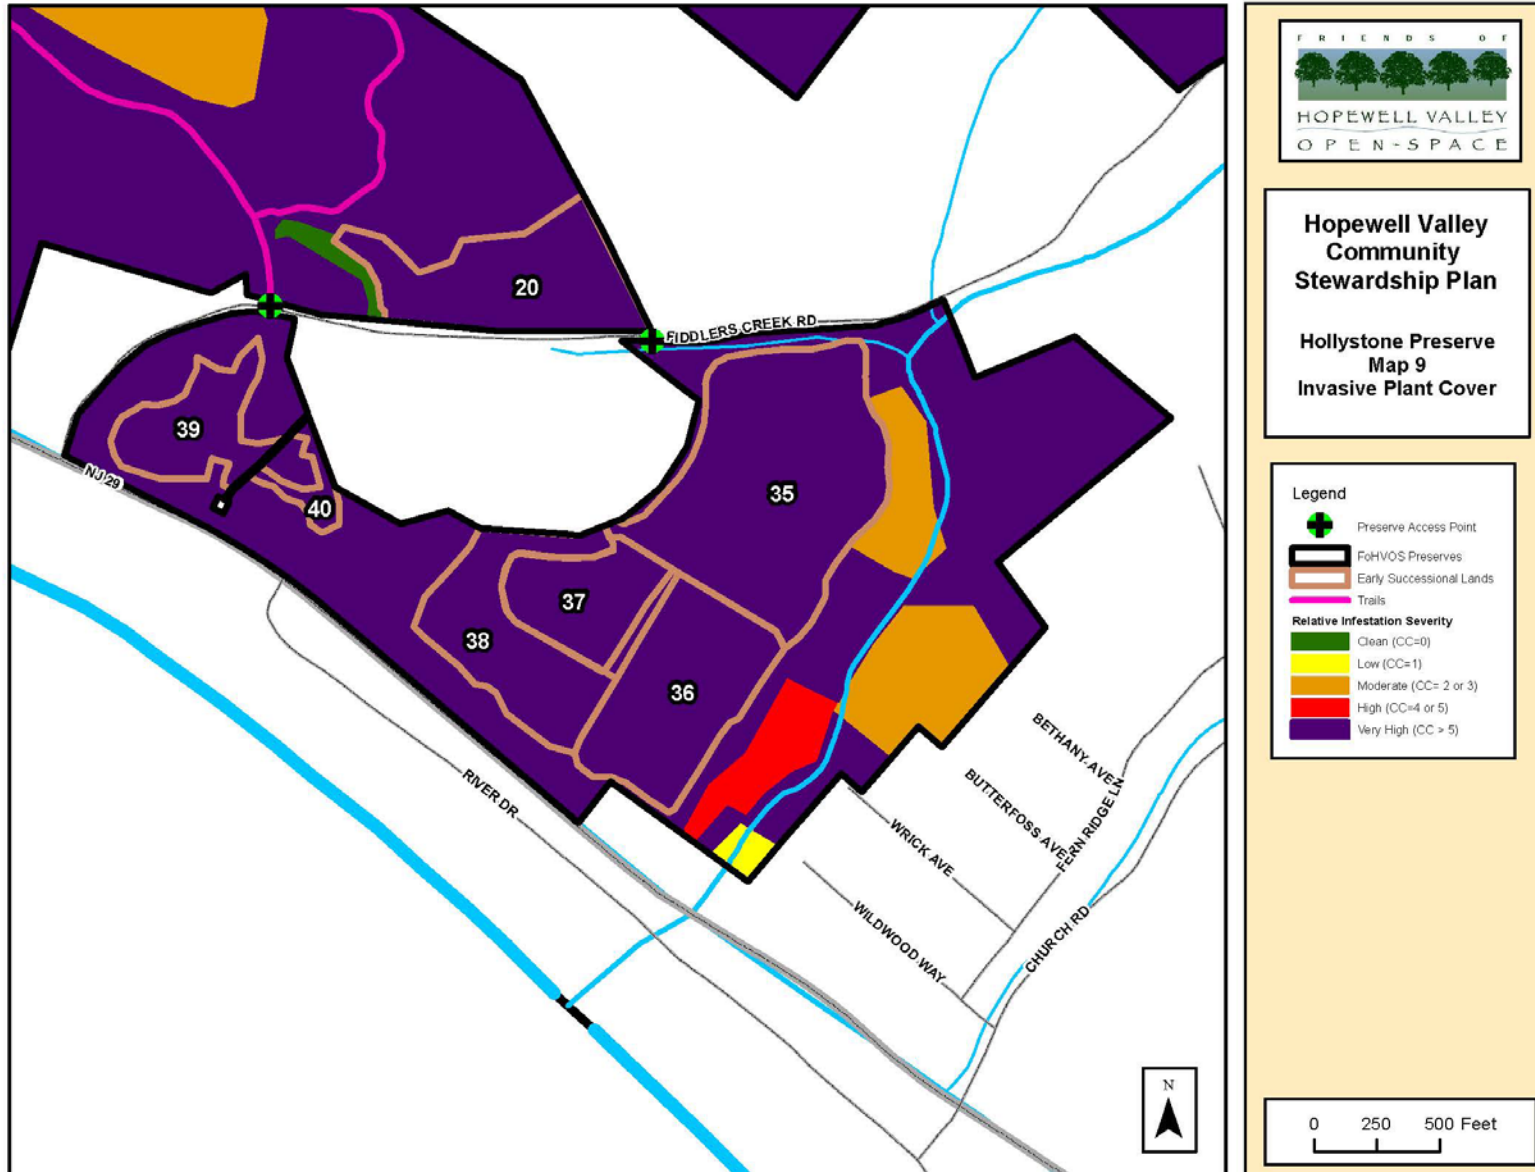 FRIENDS OF
HOPEWELL VALLEY
OPEN-SPACE
Hopewell Valley
Community
Stewardship Plan
Hollystone Preserve
Map 9
Invasive Plant Cover
Legend
Preserve Access Point
FoHVOS Preserves
Early Successional Lands
Trails
Relative Infestation Severity
Clean (CC=0)
Low (CC=1)
Moderate (CC= 2 or 3)
High (CC=4 or 5)
Very High (CC > 5)
0 250 500 Feet
N
20
FIDDLERS CREEK RD
39
NJ 29
40
35
37
38
36
RIVER DR
BETHANY AVE
BUTTERFOSS AVE
FERN RIDGE LN
WRICK AVE
WILDWOOD WAY
CHURCH RD